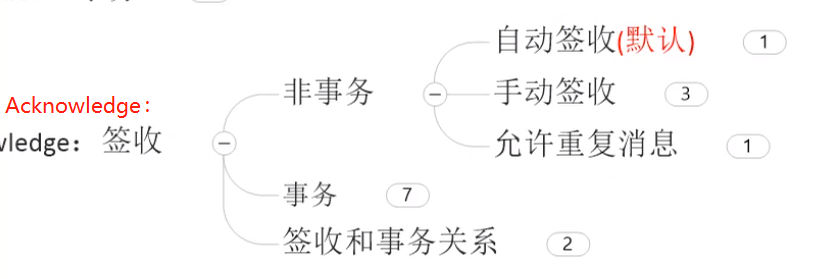 自动签收(默认) 1
Acknowledge：
非事务
手动签收 3
wledge：签收
允许重复消息 1
事务 7
签收和事务关系 2